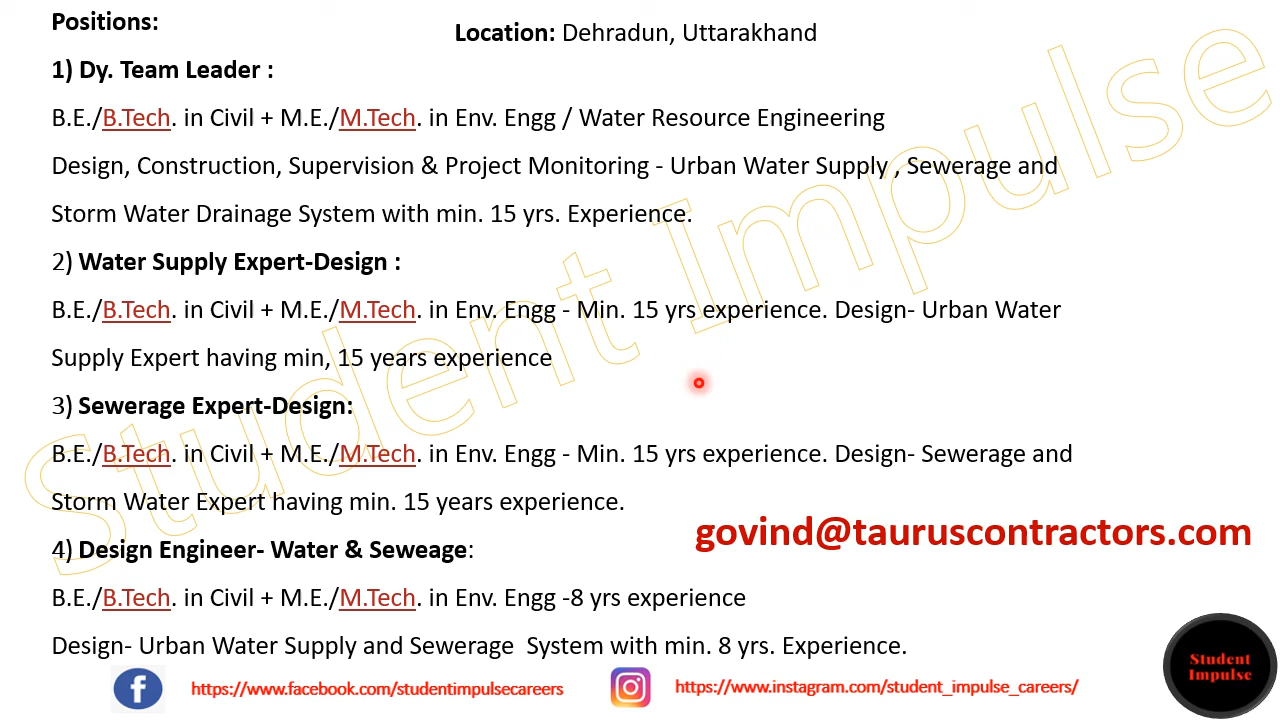 Positions:
Location: Dehradun, Uttarakhand
1) Dy. Team Leader :
B.E./B.Tech. in Civil + M.E./M.Tech. in Env. Engg / Water Resource Engineering
Design, Construction, Supervision & Project Monitoring - Urban Water Supply , Sewerage and
Storm Water Drainage System with min. 15 yrs. Experience.
2) Water Supply Expert-Design :
B.E./B.Tech. in Civil + M.E./M.Tech. in Env. Engg - Min. 15 yrs experience. Design- Urban Water
Supply Expert having min, 15 years experience
3) Sewerage Expert-Design:
B.E./B.Tech. in Civil + M.E./M.Tech. in Env. Engg - Min. 15 yrs experience. Design- Sewerage and
Storm Water Expert having min. 15 years experience.
govind@tauruscontractors.com
4) Design Engineer- Water & Seweage:
B.E./B.Tech. in Civil + M.E./M.Tech. in Env. Engg -8 yrs experience
Design- Urban Water Supply and Sewerage  System with min. 8 yrs. Experience.
https://www.facebook.com/studentimpulsecareers
https://www.instagram.com/student_impulse_careers/
Student
Impulse
Student Impulse